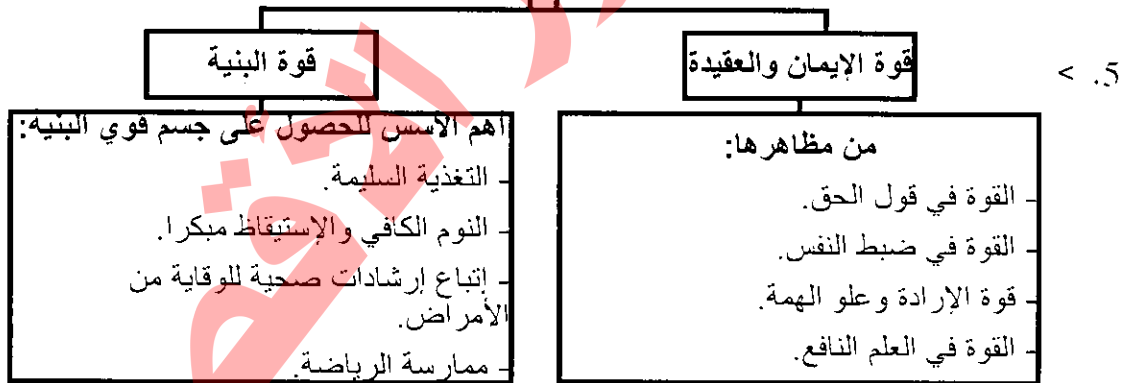 5. >
قوة الإيمان والعقيدة
من مظاهرها:
- القوة في قول الحق.
- القوة في ضبط النفس.
- قوة الإرادة وعلو الهمة.
- القوة في العلم النافع.
قوة البنية
أهم الأسس للحصول على جسم قوي البنيه:
- التغذية السليمة.
- النوم الكافي والإستيقاظ مبكرا.
- إتباع إرشادات صحية للوقاية من
الأمراض.
- ممارسة الرياضة.